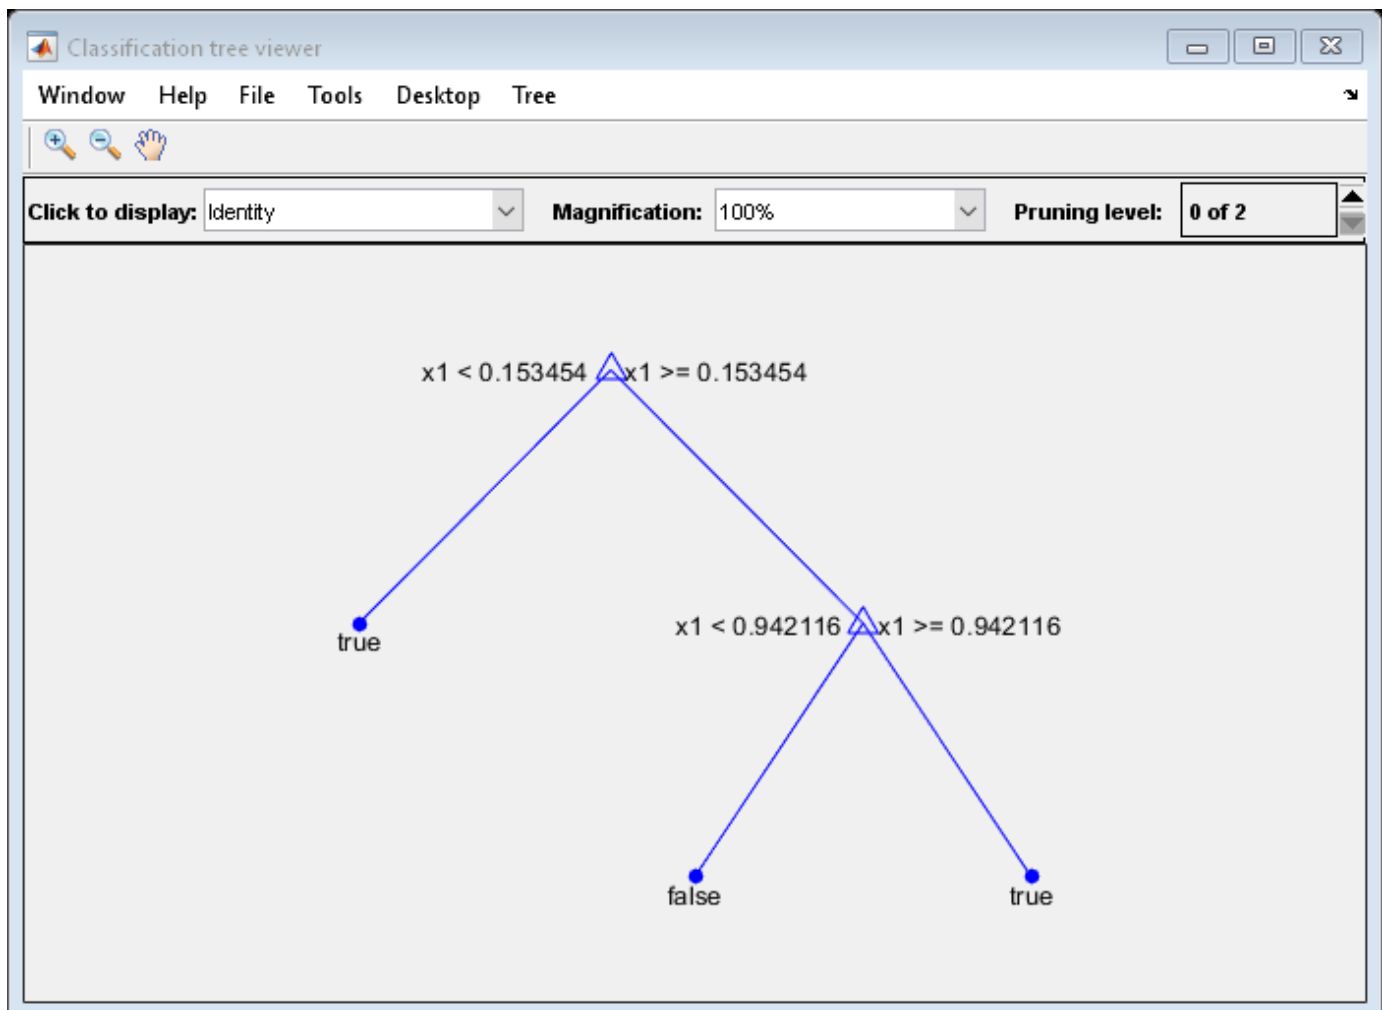 Classification tree viewer
Window Help File Tools Desktop Tree
Click to display: Identity Magnification: 100% Pruning level: 0 of 2
x1 < 0.153454 x1 >= 0.153454
true
x1 < 0.942116 x1 >= 0.942116
false true